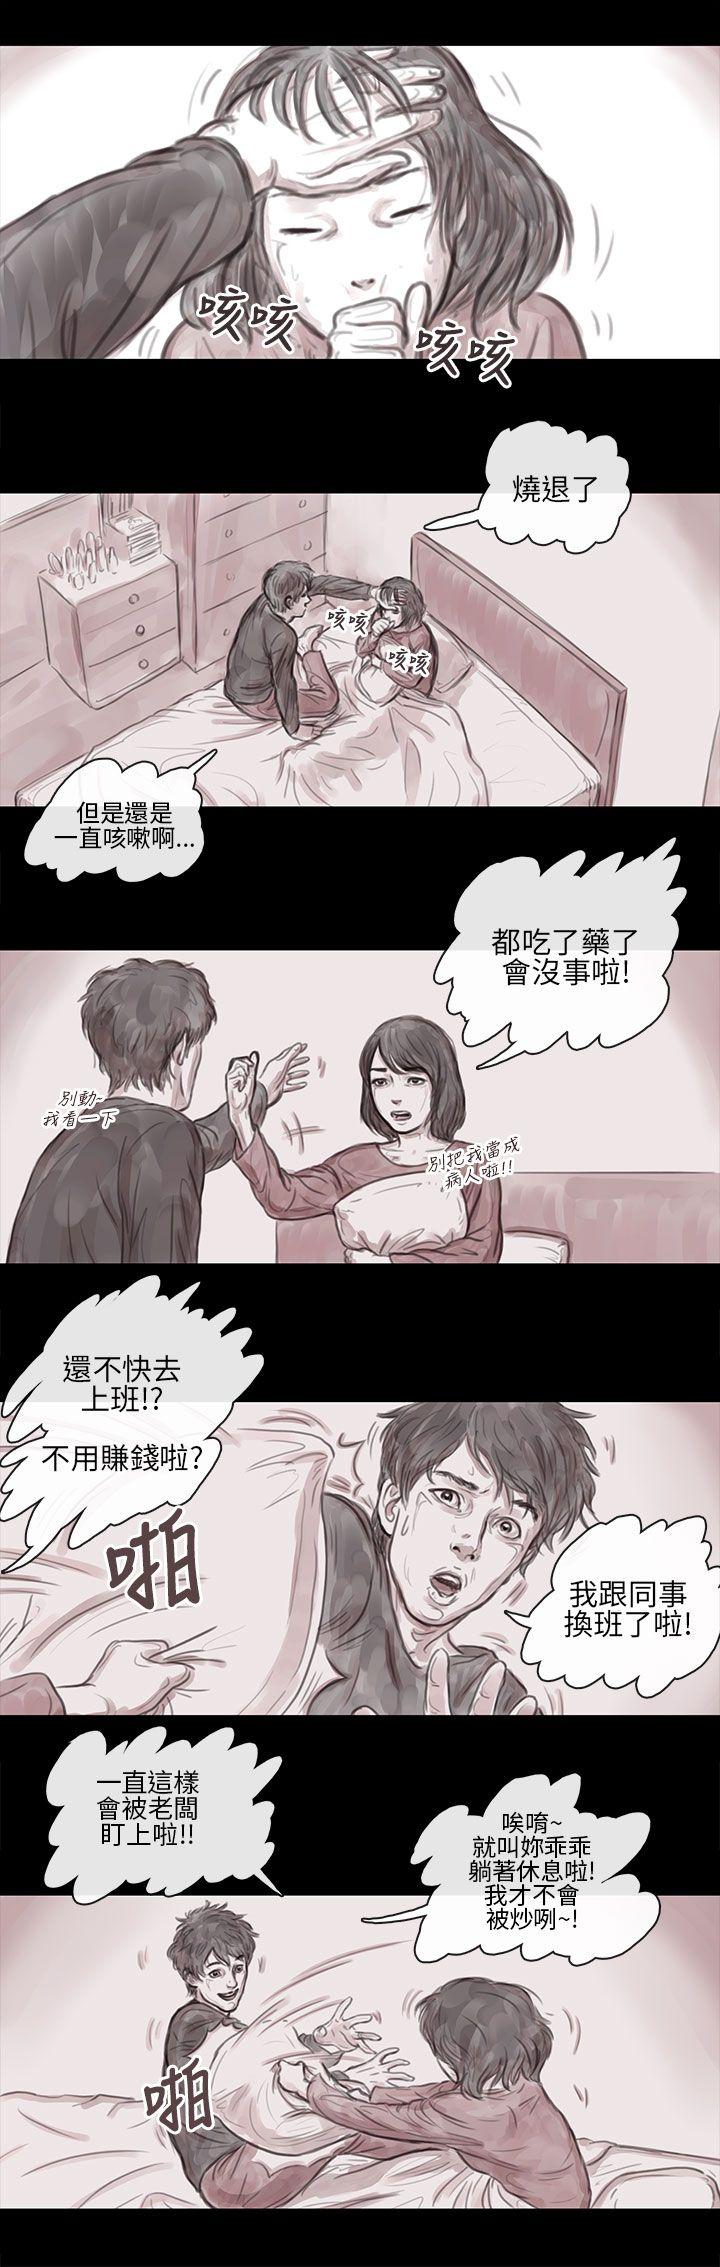 咳咳
咳咳
燒退了
咳咳
咳咳
但是還是
一直咳嗽啊...
都吃了藥了
會沒事啦!
別動~
我看一下
別把我當成
病人啦!!
還不快去
上班!?
不用賺錢啦?
啪
我跟同事
換班了啦!
一直這樣
會被老闆
盯上啦!!
唉唷~
就叫妳乖乖
躺著休息啦!
我才不會
被炒咧~!
啪